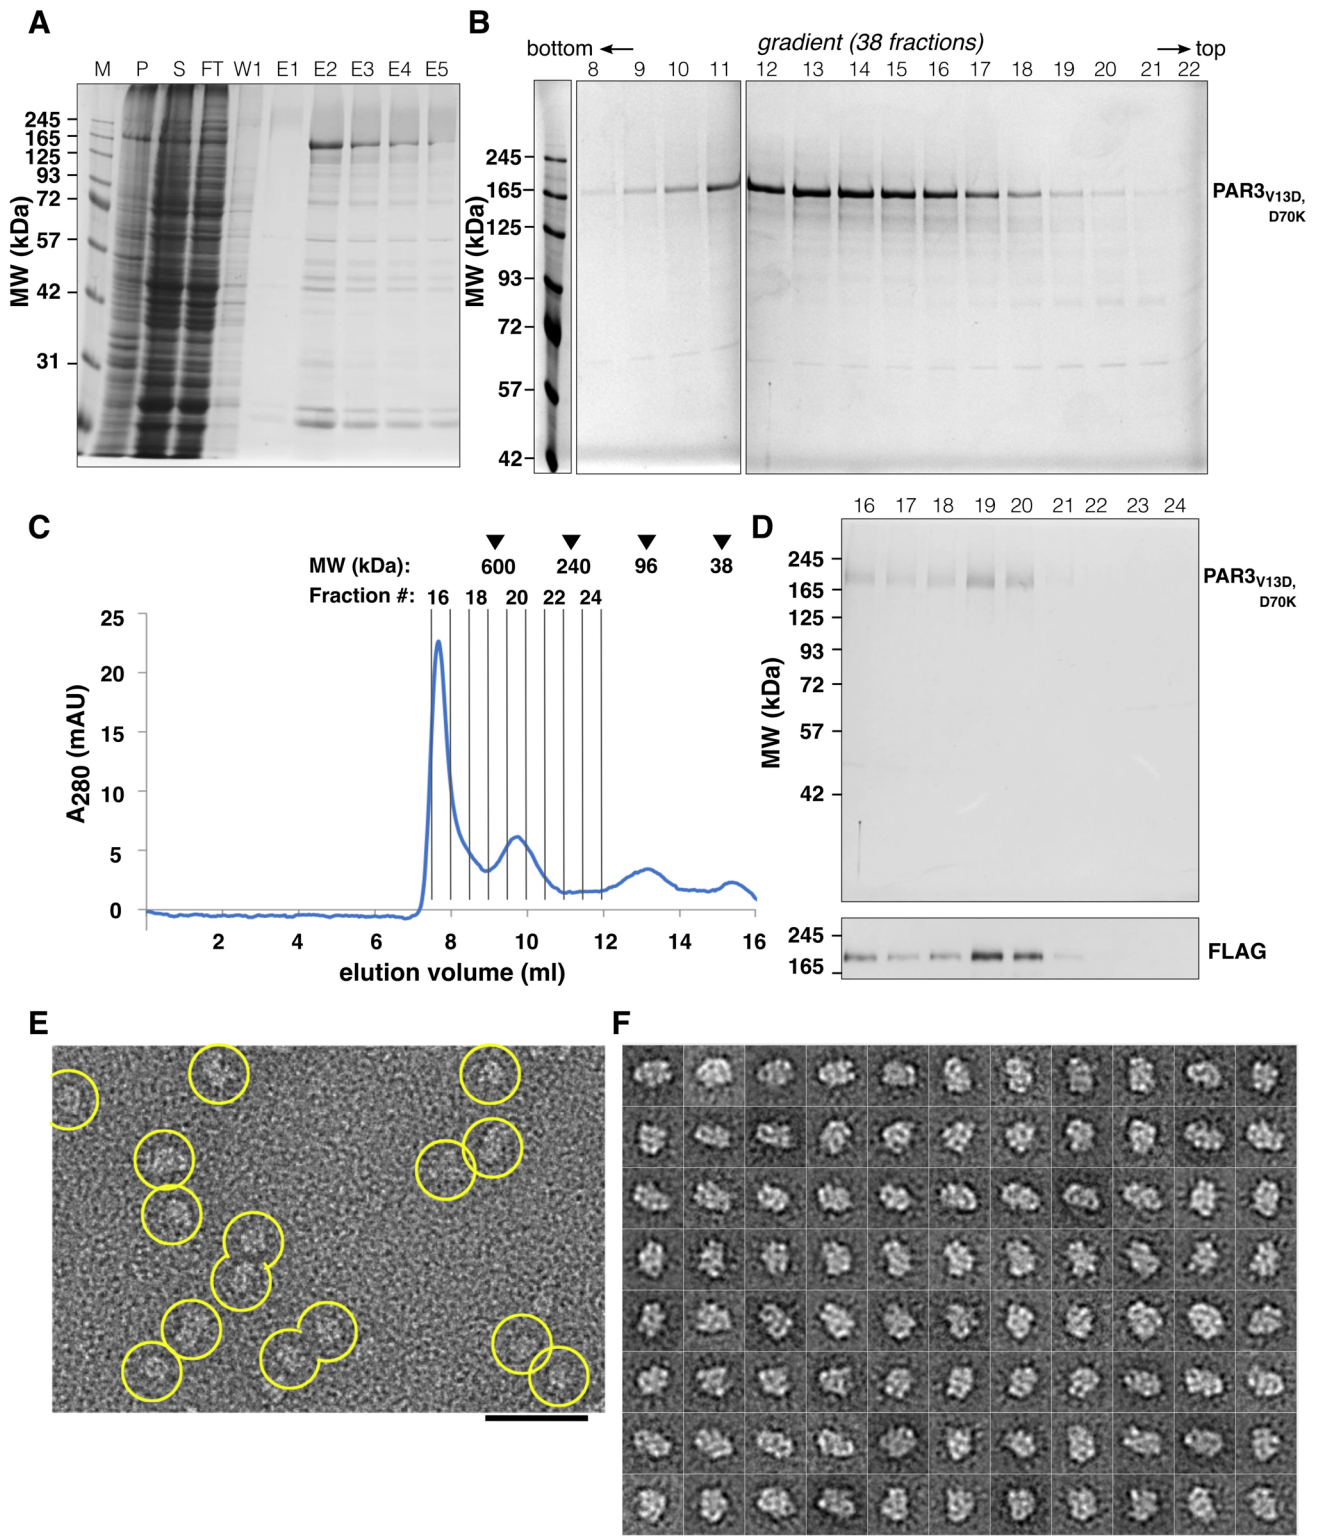 A
M P S FT W1 E1 E2 E3 E4 E5
245
165
125
93
72
57
42
31
MW (kDa)
B
bottom
gradient (38 fractions)
top
8 9 10 11 12 13 14 15 16 17 18 19 20 21 22
245
165
125
93
72
57
42
MW (kDa)
PAR3V13D,
D70K
C
MW (kDa): 600 240 96 38
Fraction #: 16 18 20 22 24
25
20
15
10
5
0
A280 (mAU)
2 4 6 8 10 12 14 16
elution volume (ml)
D
16 17 18 19 20 21 22 23 24
245
165
125
93
72
57
42
MW (kDa)
PAR3V13D,
D70K
245
165
FLAG
E
F